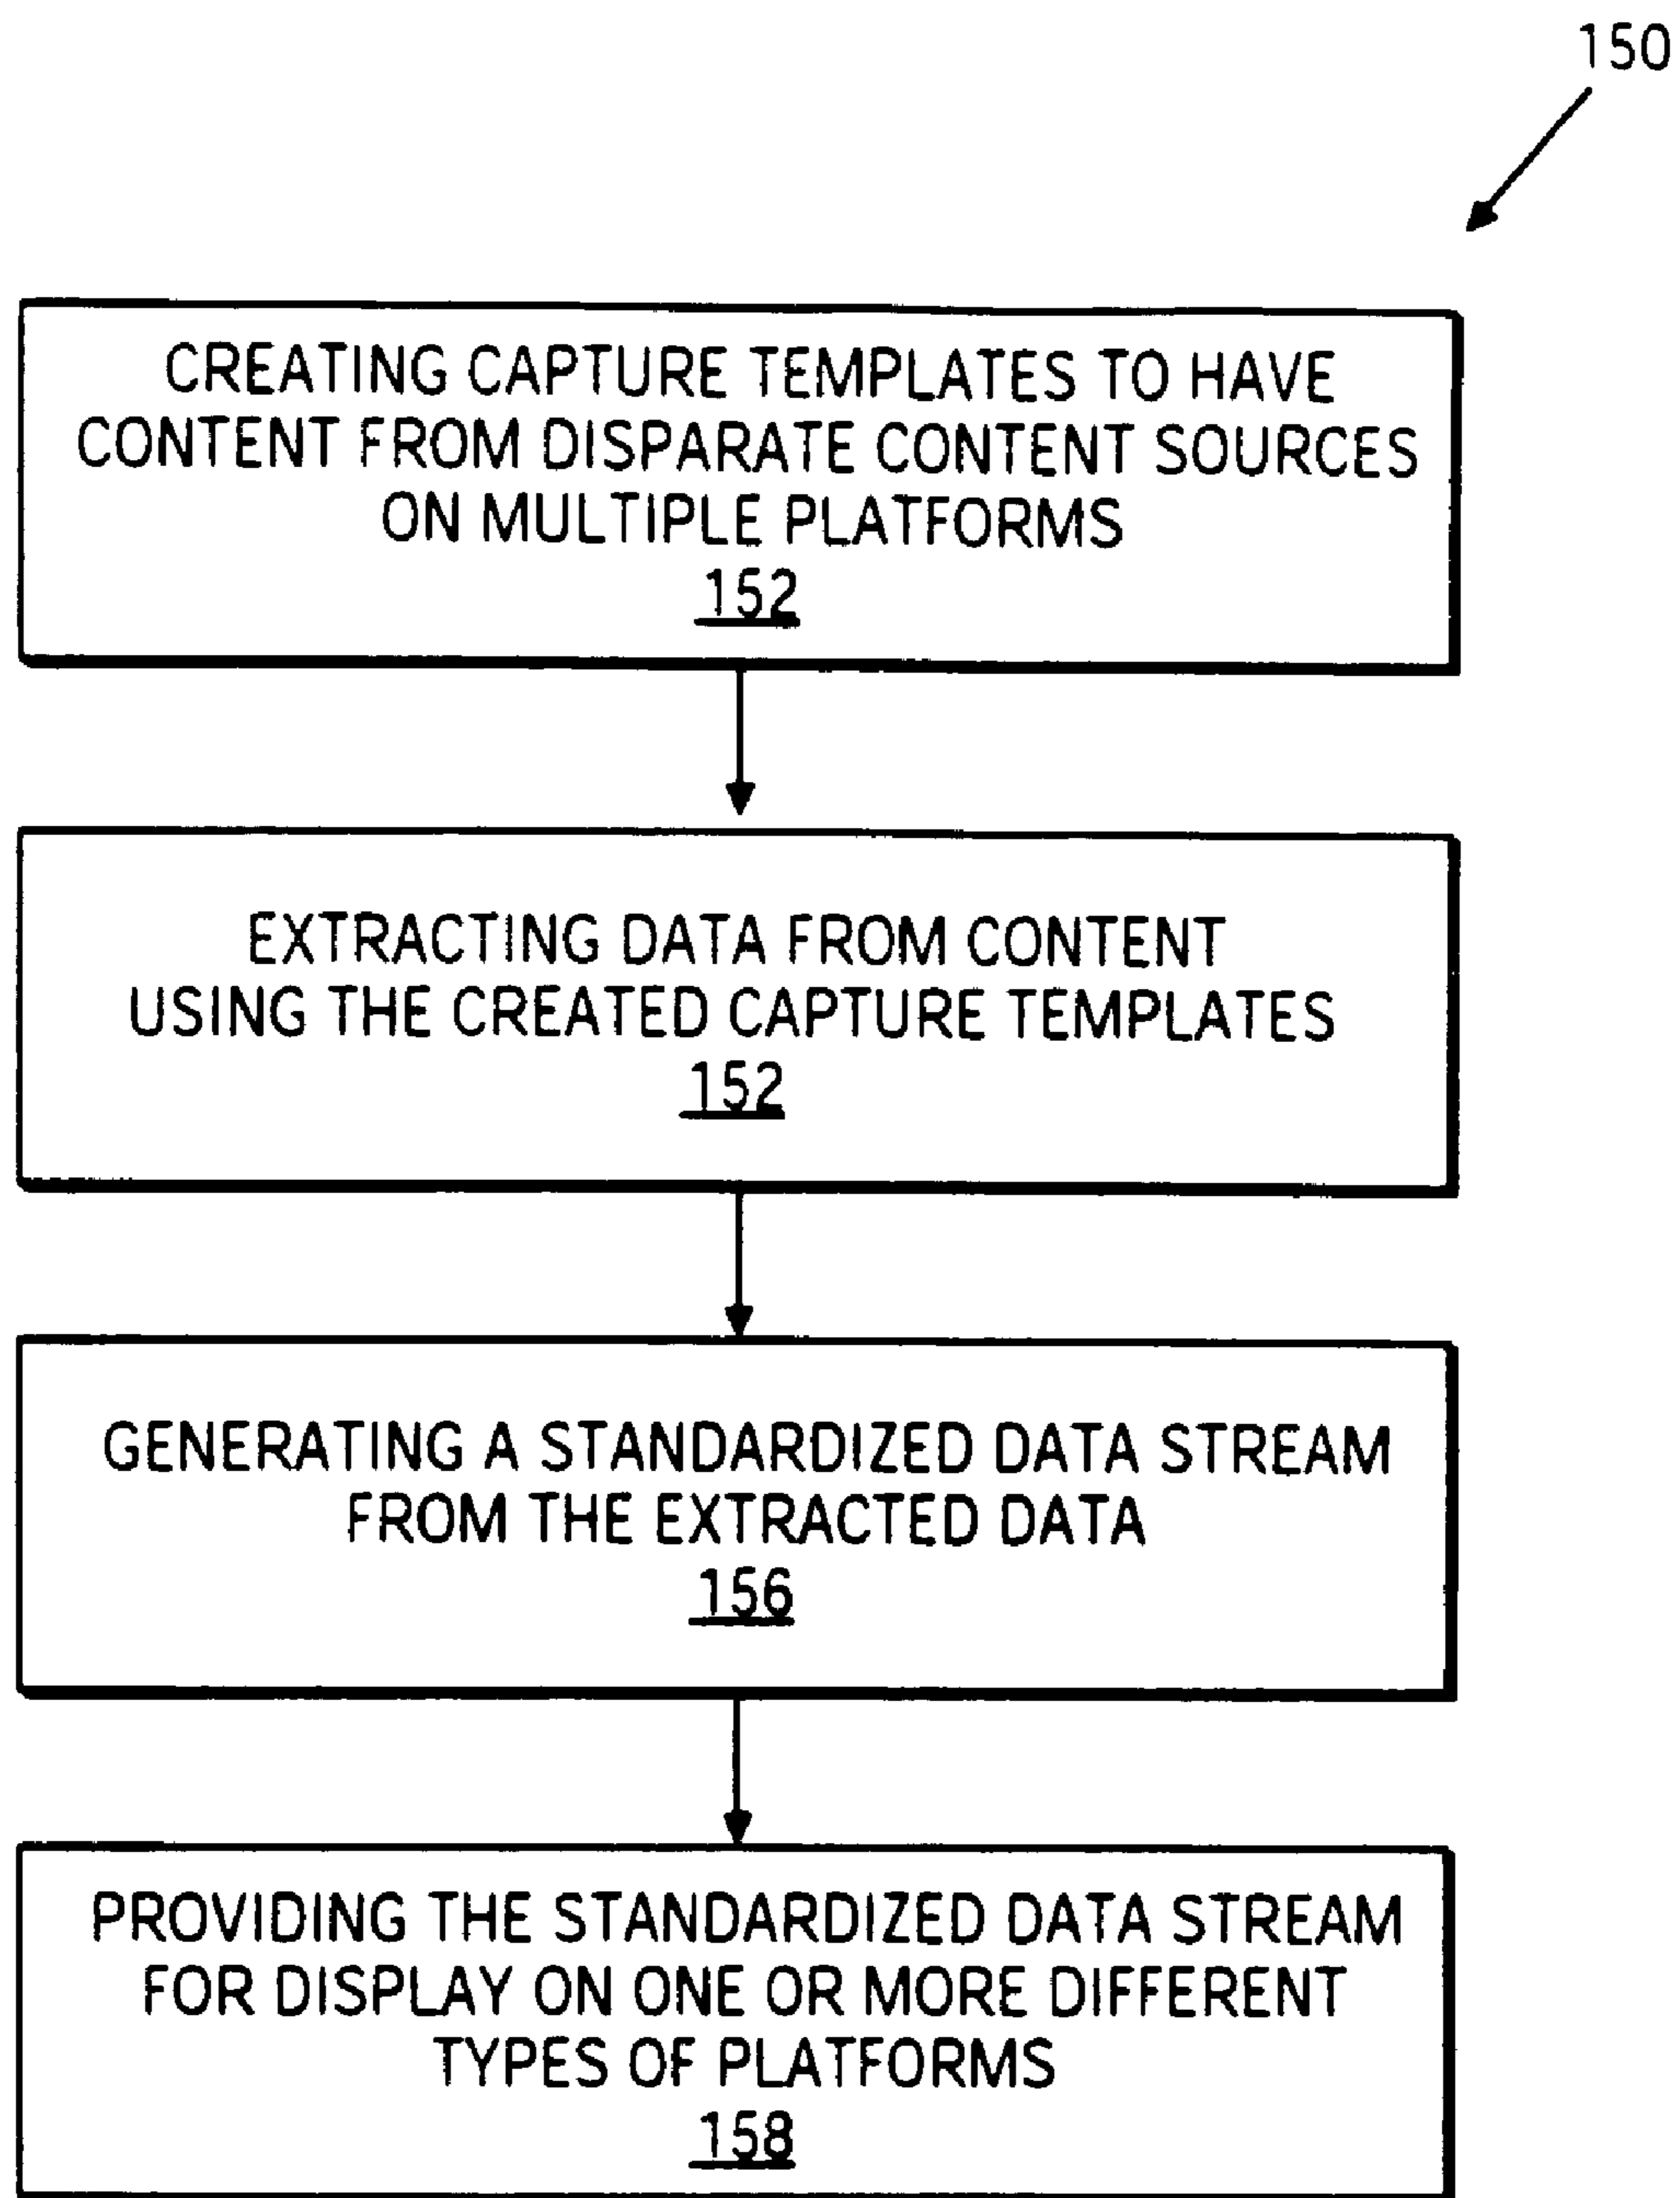 150
CREATING CAPTURE TEMPLATES TO HAVE
CONTENT FROM DISPARATE CONTENT SOURCES
ON MULTIPLE PLATFORMS
152
EXTRACTING DATA FROM CONTENT
USING THE CREATED CAPTURE TEMPLATES
152
GENERATING A STANDARDIZED DATA STREAM
FROM THE EXTRACTED DATA
156
PROVIDING THE STANDARDIZED DATA STREAM
FOR DISPLAY ON ONE OR MORE DIFFERENT
TYPES OF PLATFORMS
158